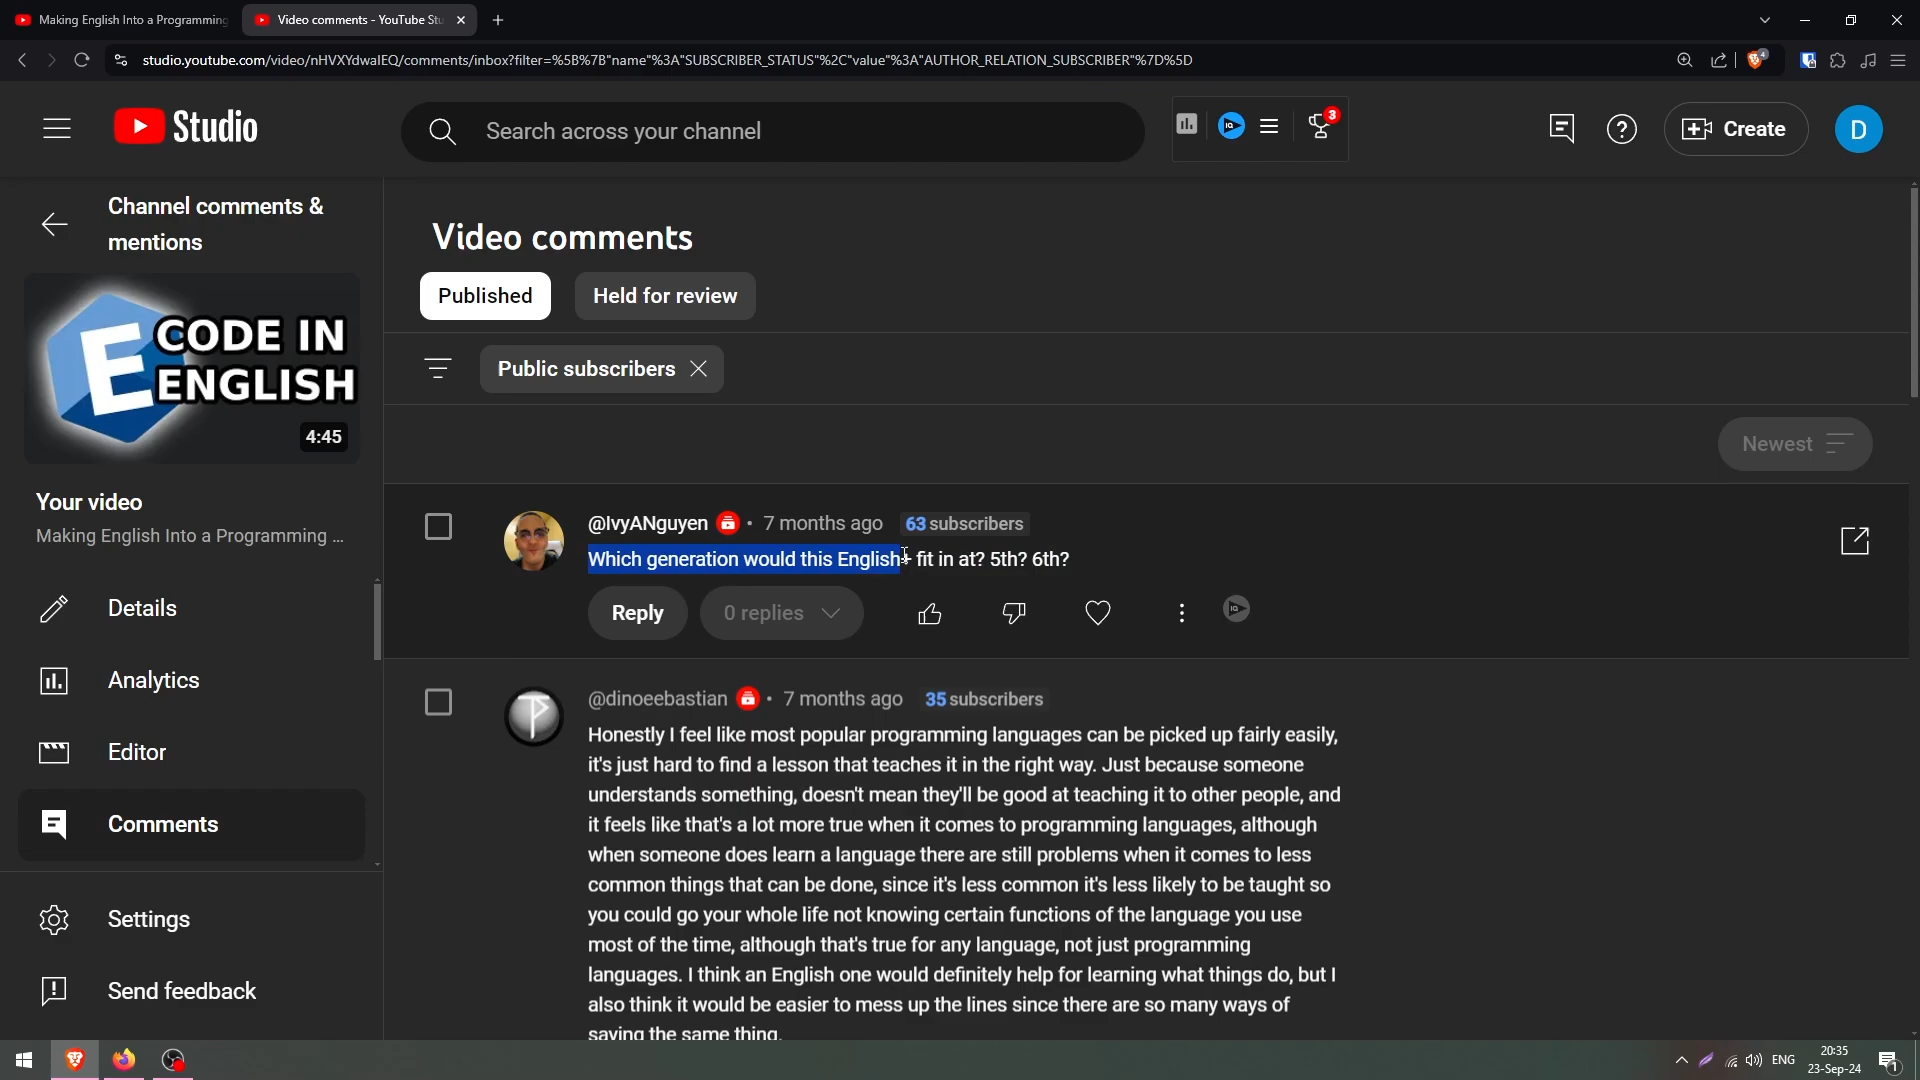 Making English Into a Programming
Video comments - YouTube Stu
studio.youtube.com/video/nHVXYdwaIEQ/comments/inbox?filter=%5B%7B"name"%3A"SUBSCRIBER_STATUS"%2C"value"%3A"AUTHOR_RELATION_SUBSCRIBER"%7D%5D
4
Studio
Search across your channel
IQ
3
?
Create
D
Channel comments &
mentions
E
CODE IN
ENGLISH
4:45
Your video
Making English Into a Programming ...
Details
Analytics
Editor
Comments
Settings
Send feedback
Video comments
Published
Held for review
Public subscribers
Newest
@IvyANguyen • 7 months ago 63 subscribers
Which generation would this English+ fit in at? 5th? 6th?
Reply
0 replies
IQ
@dinoeebastian • 7 months ago 35 subscribers
Honestly I feel like most popular programming languages can be picked up fairly easily,
it's just hard to find a lesson that teaches it in the right way. Just because someone
understands something, doesn't mean they'll be good at teaching it to other people, and
it feels like that's a lot more true when it comes to programming languages, although
when someone does learn a language there are still problems when it comes to less
common things that can be done, since it's less common it's less likely to be taught so
you could go your whole life not knowing certain functions of the language you use
most of the time, although that's true for any language, not just programming
languages. I think an English one would definitely help for learning what things do, but I
also think it would be easier to mess up the lines since there are so many ways of
saying the same thing.
ENG
20:35
23-Sep-24
1